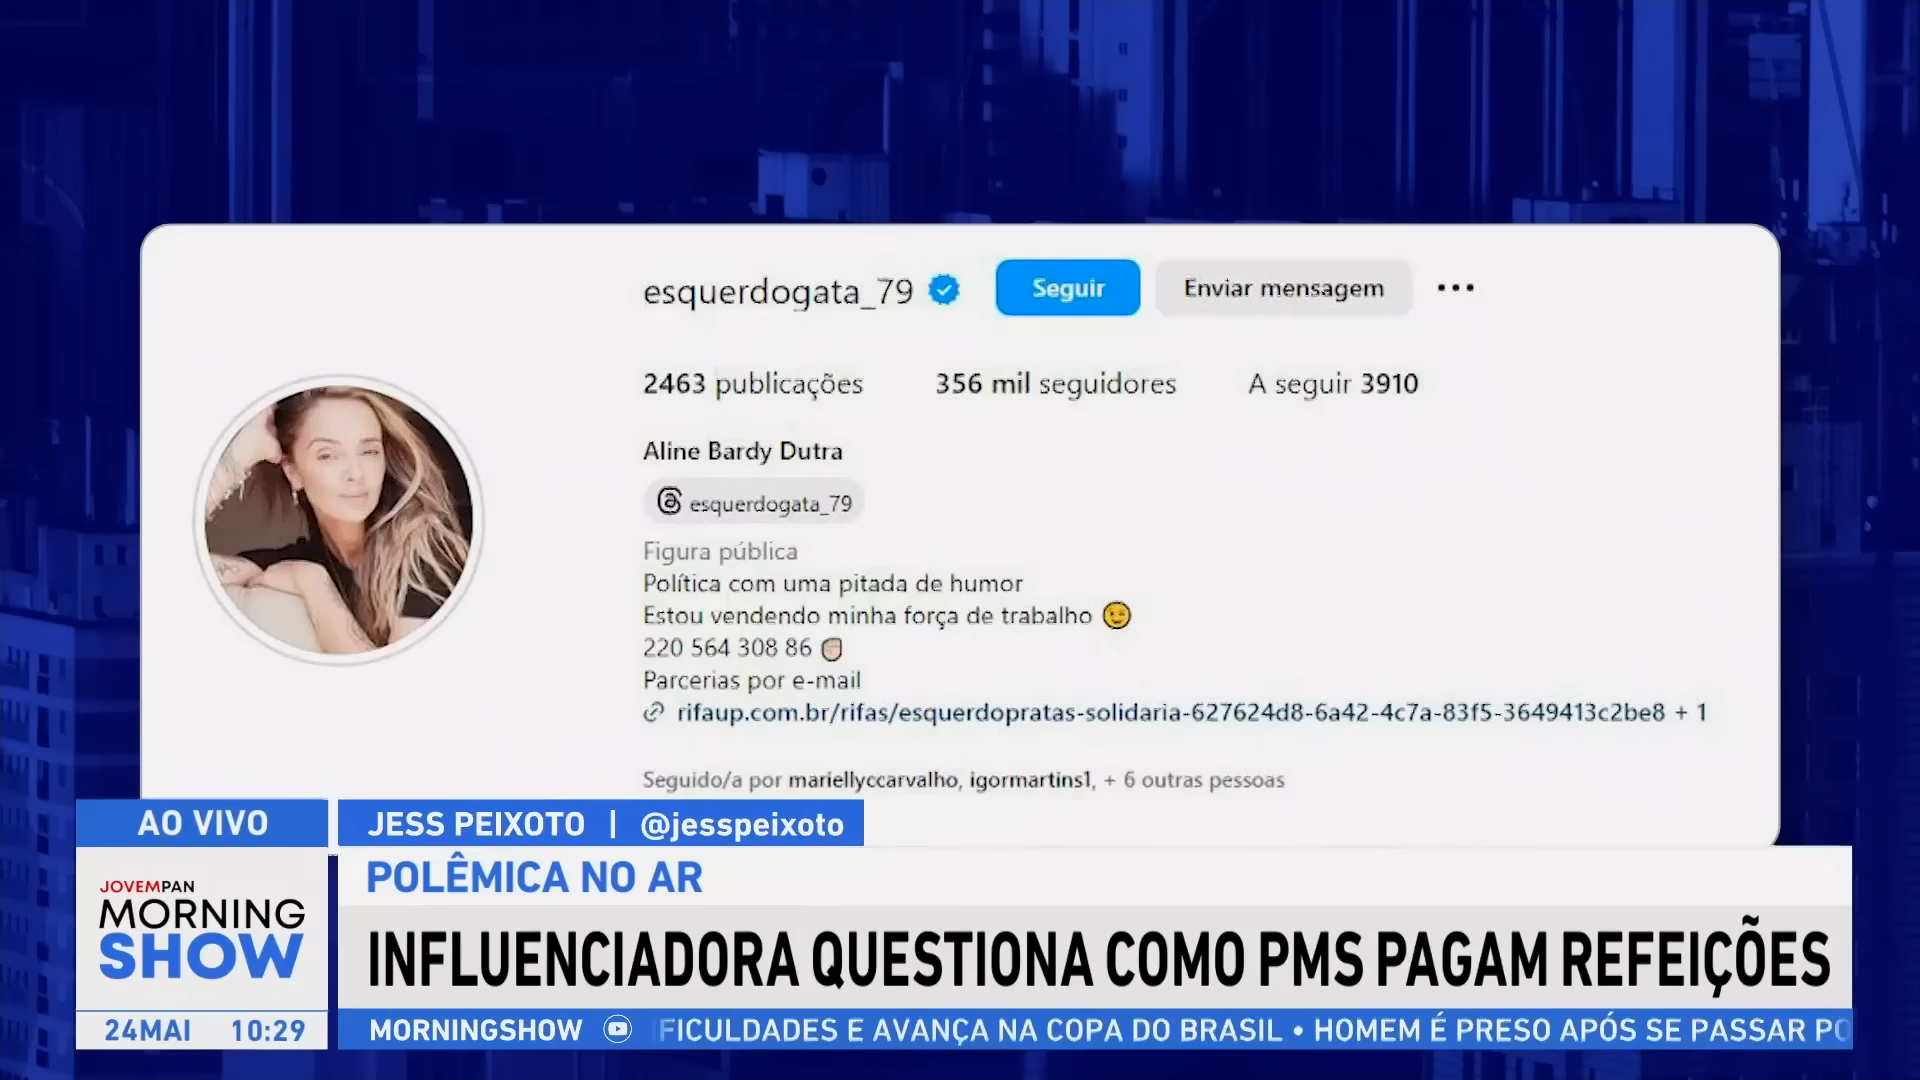 esquerdogata_79
Seguir
Enviar mensagem
2463 publicações
356 mil seguidores
A seguir 3910
Aline Bardy Dutra
esquerdogata_79
Figura pública
Política com uma pitada de humor
Estou vendendo minha força de trabalho 😉
220 564 308 86 ✊🏻
Parcerias por e-mail
rifaup.com.br/rifas/esquerdopratas-solidaria-627624d8-6a42-4c7a-83f5-3649413c2be8 + 1
Seguido/a por mariellyccarvalho, igormartins1, + 6 outras pessoas
AO VIVO
JESS PEIXOTO | @jesspeixoto
POLÊMICA NO AR
JOVEMPAN
MORNING
SHOW
INFLUENCIADORA QUESTIONA COMO PMS PAGAM REFEIÇÕES
24MAI 10:29
MORNINGSHOW
FICULDADES E AVANÇA NA COPA DO BRASIL • HOMEM É PRESO APÓS SE PASSAR PO